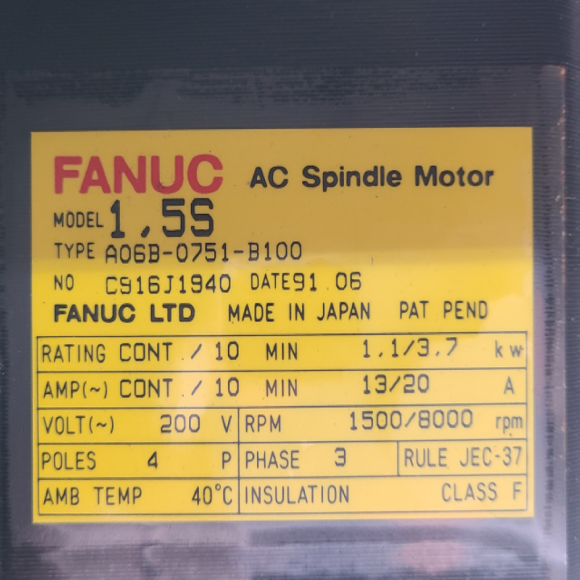 FANUC AC Spindle Motor
MODEL 1,5S
TYPE A06B-0751-B100
NO C916J1940 DATE91.06
FANUC LTD MADE IN JAPAN PAT PEND
RATING CONT./10 MIN 1,1/3,7 kw
AMP(~) CONT./10 MIN 13/20 A
VOLT(~) 200 V RPM 1500/8000 rpm
POLES 4 P PHASE 3 RULE JEC-37
AMB TEMP 40°C INSULATION CLASS F